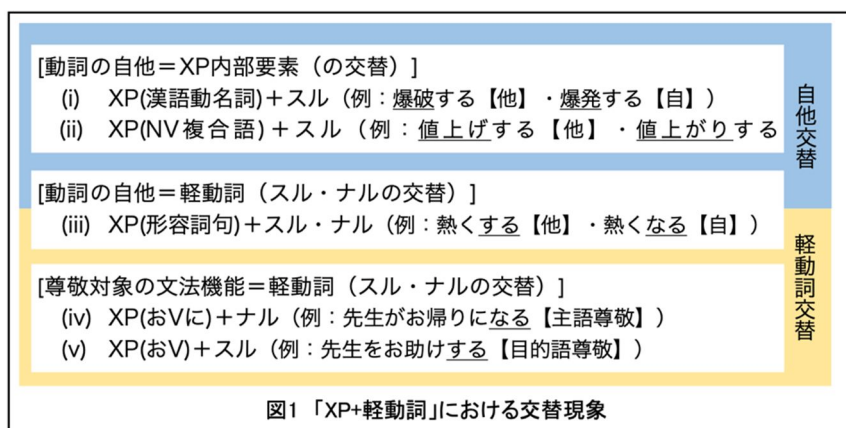 [動詞の自他=XP内部要素（の交替）]
(i) XP(漢語動名詞)+スル（例：爆破する【他】・爆発する【自】）
(ii) XP(NV複合語)+スル（例：値上げする【他】・値上がりする
自他交替
[動詞の自他=軽動詞（スル・ナルの交替）]
(iii) XP(形容詞句)+スル・ナル（例：熱くする【他】・熱くなる【自】）
[尊敬対象の文法機能=軽動詞（スル・ナルの交替）]
(iv) XP(おVに)+ナル（例：先生がお帰りになる【主語尊敬】）
(v) XP(おV)+スル（例：先生をお助けする【目的語尊敬】）
軽動詞交替
図1 「XP+軽動詞」における交替現象